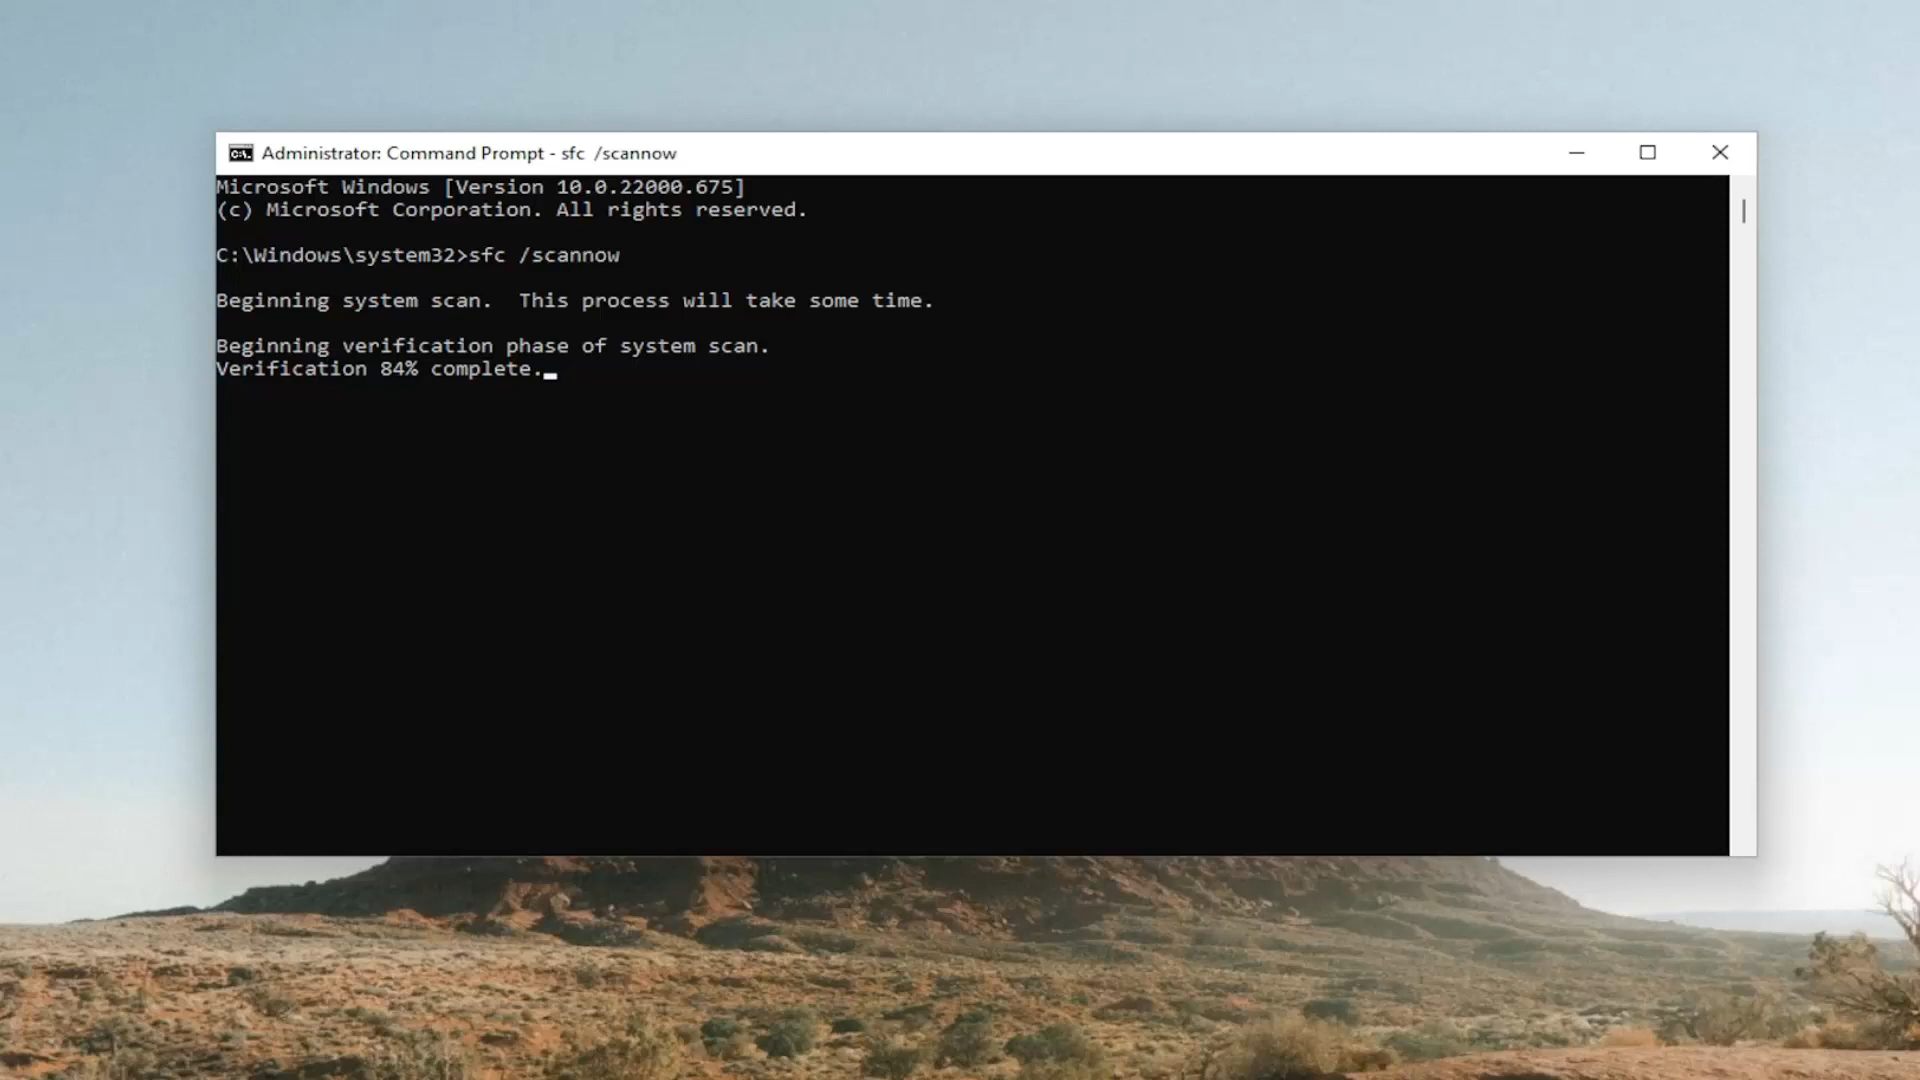 Administrator: Command Prompt - sfc  /scannow
Microsoft Windows [Version 10.0.22000.675]
(c) Microsoft Corporation. All rights reserved.
C:\Windows\system32>sfc /scannow
Beginning system scan.  This process will take some time.
Beginning verification phase of system scan.
Verification 84% complete.